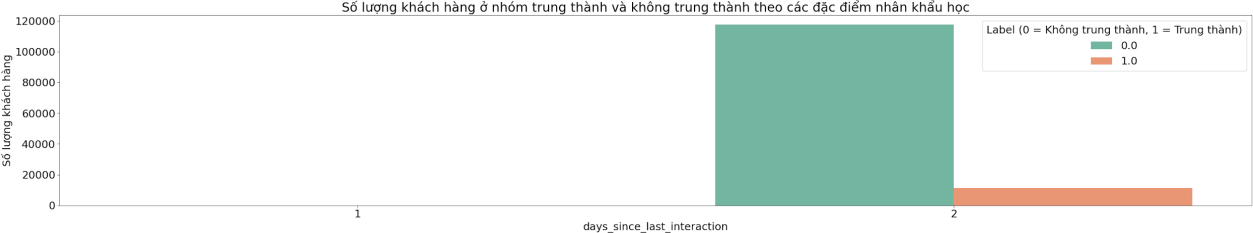 Số lượng khách hàng ở nhóm trung thành và không trung thành theo các đặc điểm nhân khẩu học
Label (0 = Không trung thành, 1 = Trung thành)
0.0
1.0
Số lượng khách hàng
120000
100000
80000
60000
40000
20000
0
1
2
days_since_last_interaction